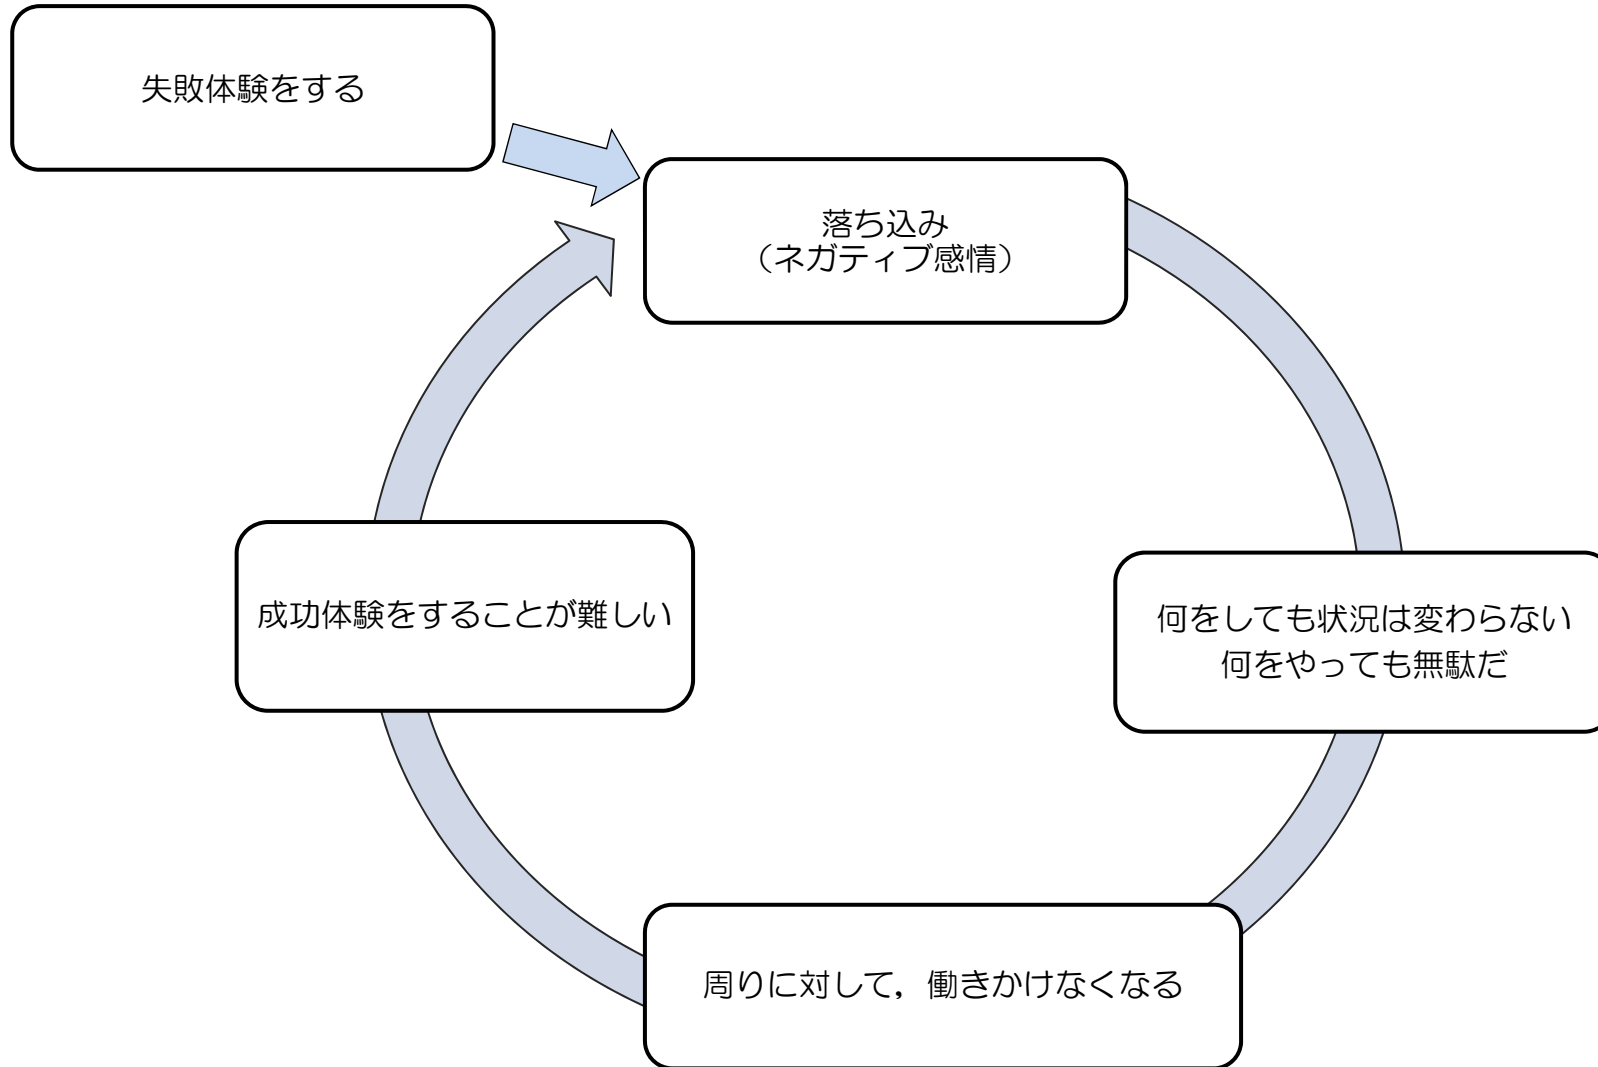 失敗体験をする
落ち込み
（ネガティブ感情）
何をしても状況は変わらない
何をやっても無駄だ
周りに対して，働きかけなくなる
成功体験をすることが難しい